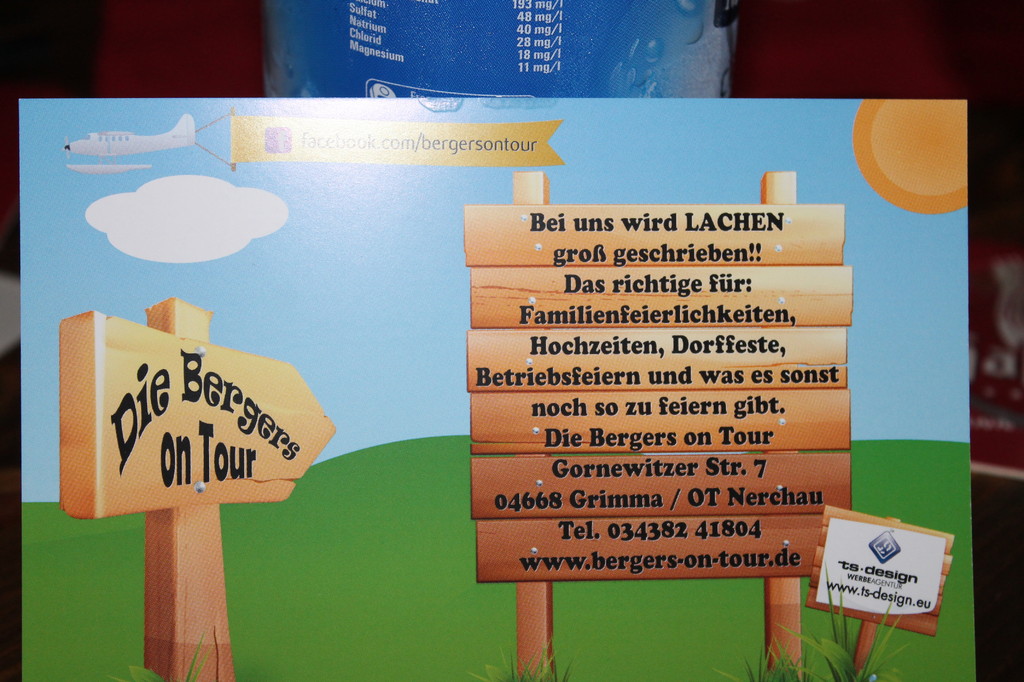 193 mg/l
Sulfat 48 mg/l
Natrium 40 mg/l
Chlorid 28 mg/l
Magnesium 18 mg/l
11 mg/l
facebook.com/bergersontour
Bei uns wird LACHEN
groß geschrieben!!
Das richtige für:
Familienfeierlichkeiten,
Hochzeiten, Dorffeste,
Betriebsfeiern und was es sonst
noch so zu feiern gibt.
Die Bergers on Tour
Gornewitzer Str. 7
04668 Grimma / OT Nerchau
Tel. 034382 41804
www.bergers-on-tour.de
Die Bergers
on Tour
ts-design
WERBEAGENTUR
www.ts-design.eu